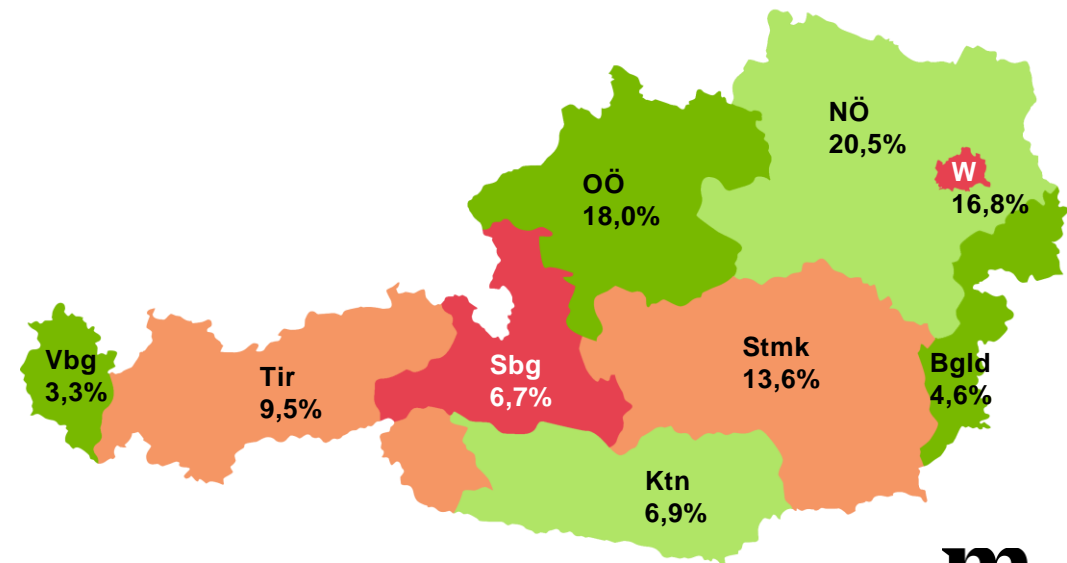 NÖ
20,5%
W
16,8%
OÖ
18,0%
Vbg
3,3%
Tir
9,5%
Sbg
6,7%
Stmk
13,6%
Bgld
4,6%
Ktn
6,9%
m